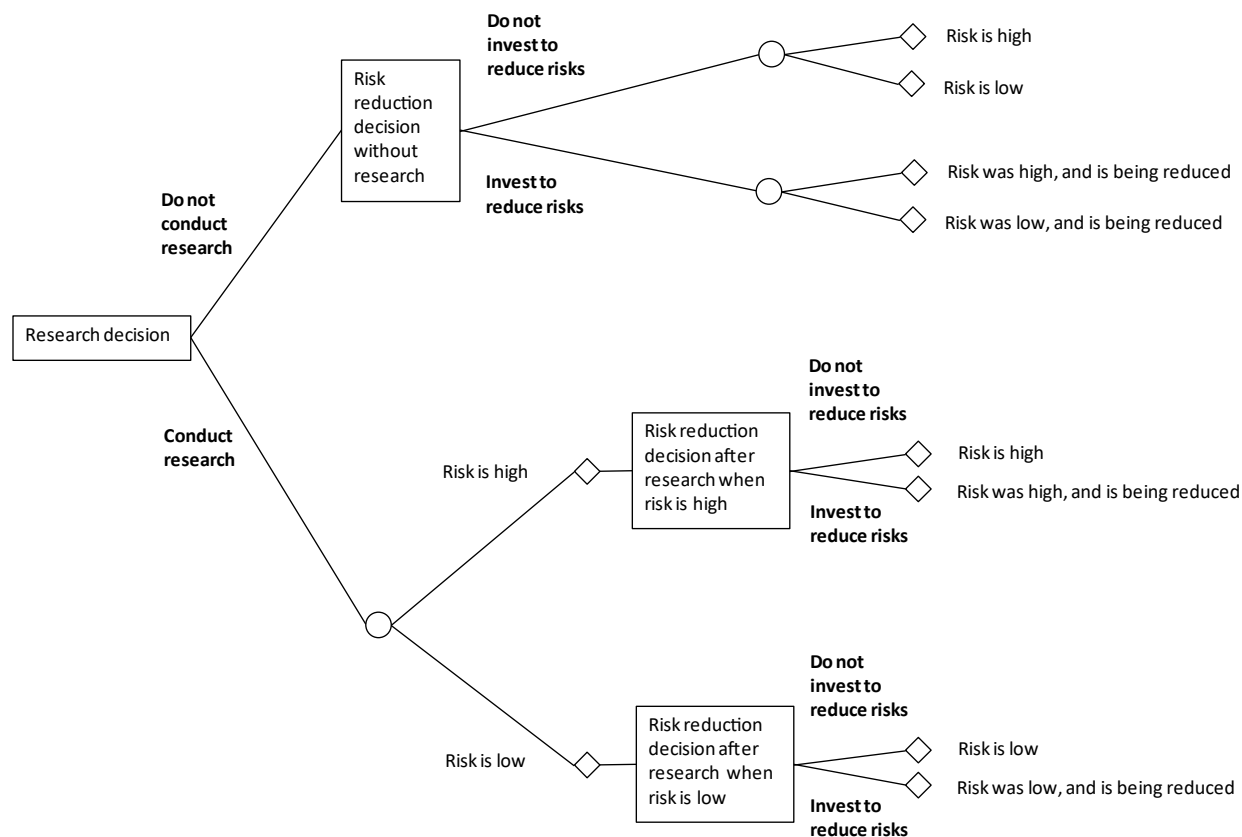 Do not
invest to
reduce risks
Risk is high
Risk
reduction
decision
without
research
Risk is low
Invest to
reduce risks
Risk was high, and is being reduced
Risk was low, and is being reduced
Do not
conduct
research
Research decision
Conduct
research
Do not
invest to
reduce risks
Risk is high
Risk reduction
decision after
research when
risk is high
Risk is high
Risk was high, and is being reduced
Invest to
reduce risks
Do not
invest to
reduce risks
Risk is low
Risk reduction
decision after
research when
risk is low
Risk is low
Risk was low, and is being reduced
Invest to
reduce risks